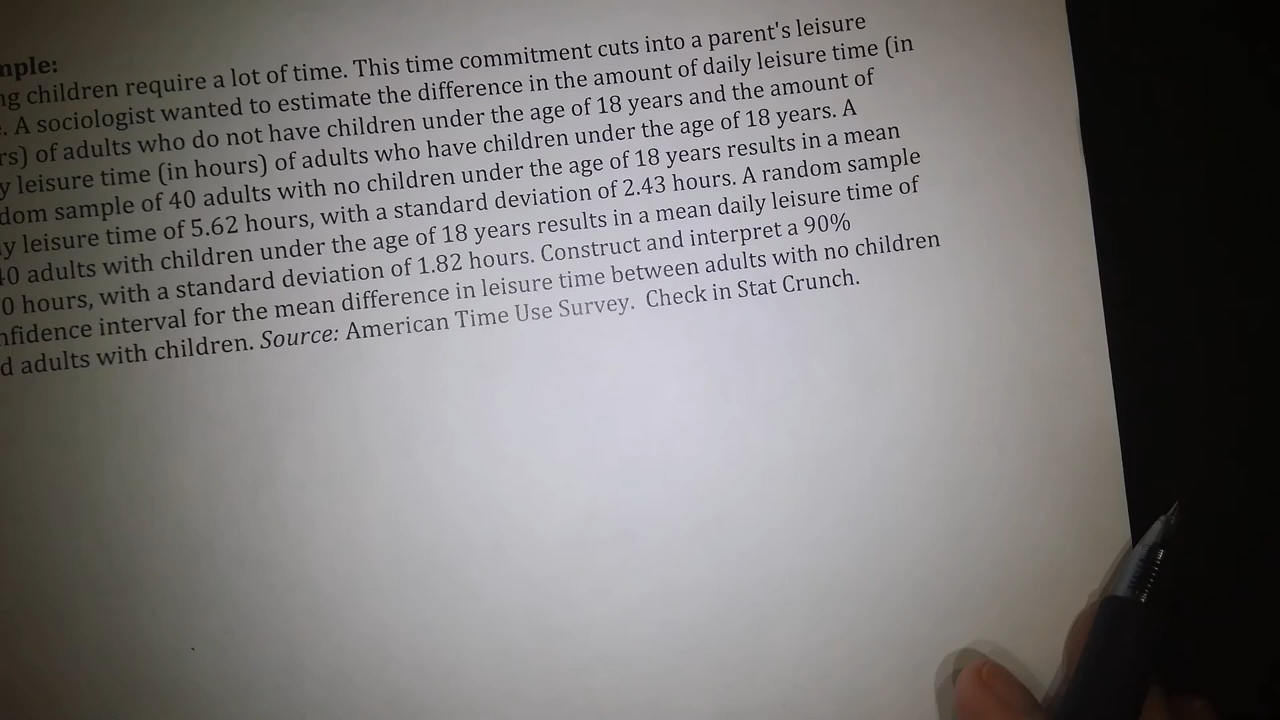 mple:
ng children require a lot of time. This time commitment cuts into a parent's leisure
. A sociologist wanted to estimate the difference in the amount of daily leisure time (in
rs) of adults who do not have children under the age of 18 years and the amount of
y leisure time (in hours) of adults who have children under the age of 18 years. A
dom sample of 40 adults with no children under the age of 18 years results in a mean
ly leisure time of 5.62 hours, with a standard deviation of 2.43 hours. A random sample
40 adults with children under the age of 18 years results in a mean daily leisure time of
0 hours, with a standard deviation of 1.82 hours. Construct and interpret a 90%
nfidence interval for the mean difference in leisure time between adults with no children
d adults with children. Source: American Time Use Survey. Check in Stat Crunch.